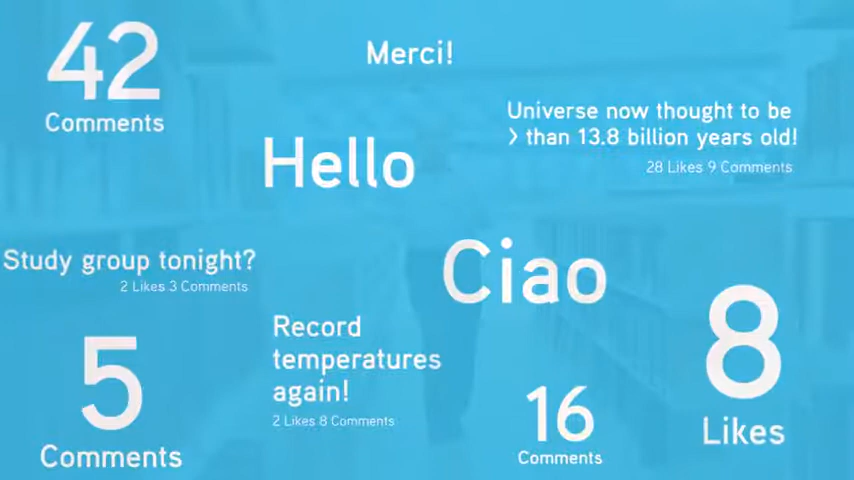 42
Comments
Merci!
Universe now thought to be
> than 13.8 billion years old!
28 Likes 9 Comments
Hello
Study group tonight?
2 Likes 3 Comments
Ciao
5
Comments
Record
temperatures
again!
2 Likes 8 Comments
16
Comments
8
Likes